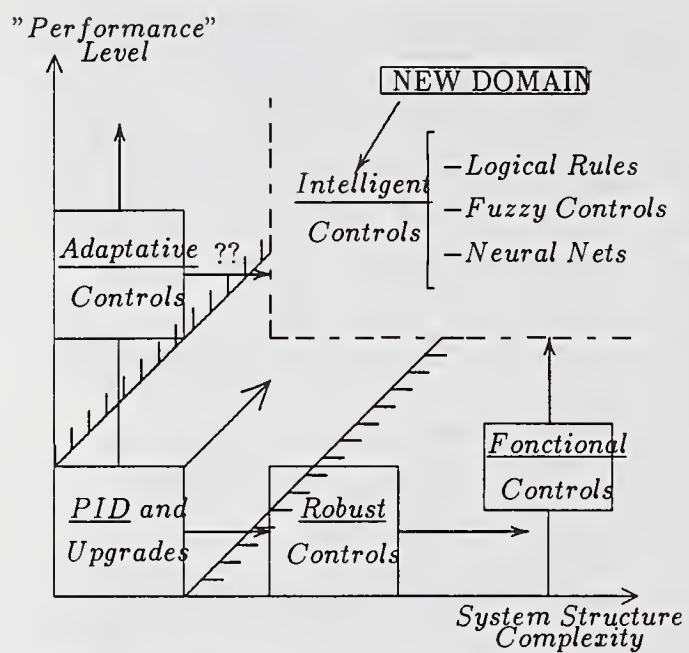 "Performance"
Level
NEW DOMAIN
Intelligent
Controls
-Logical Rules
-Fuzzy Controls
-Neural Nets
Adaptative
Controls
??
PID and
Upgrades
Robust
Controls
Fonctional
Controls
System Structure
Complexity